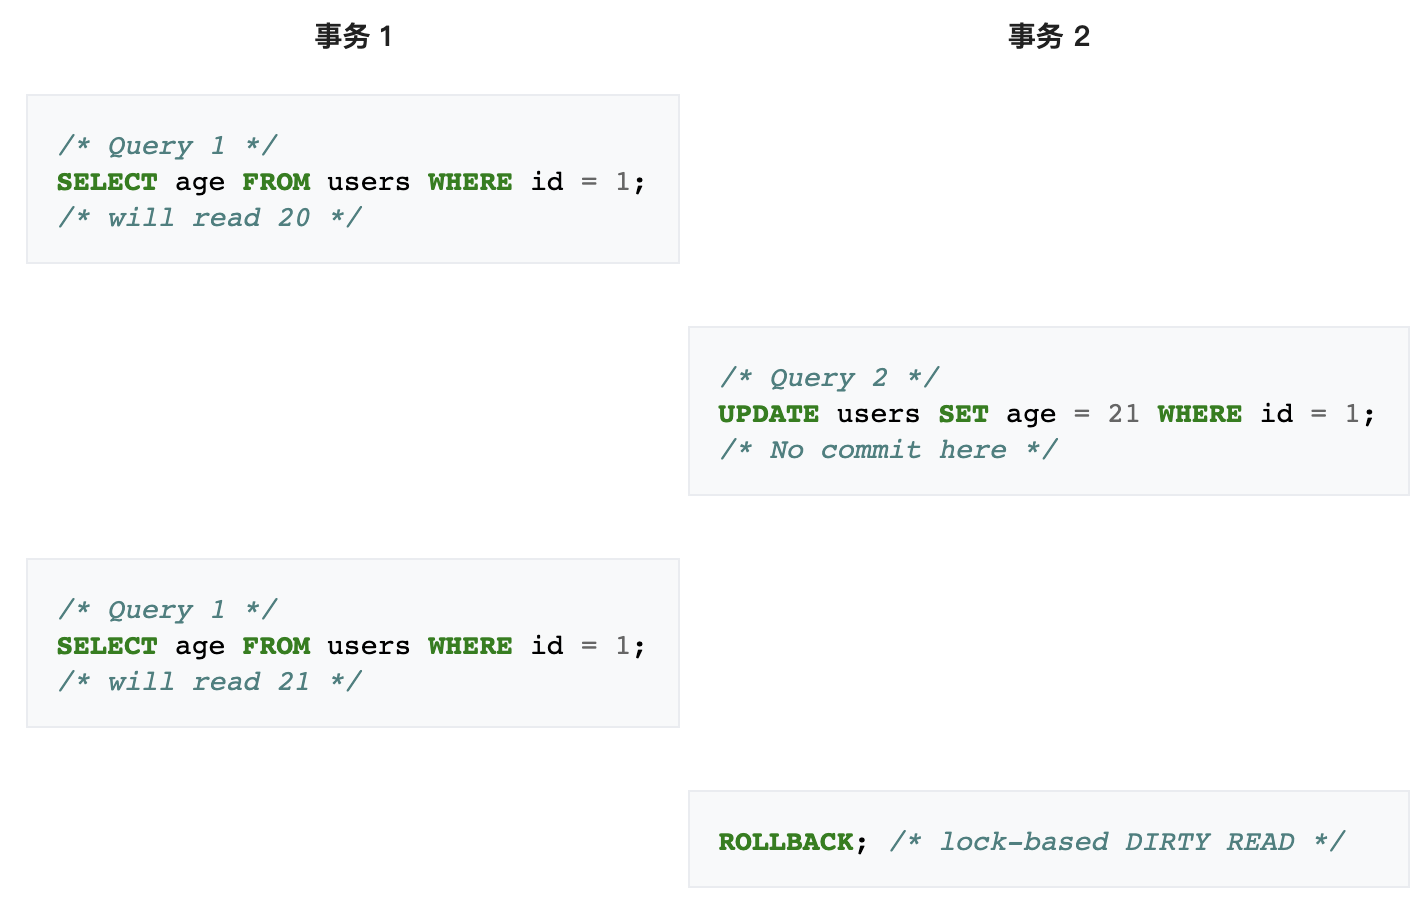 事务 1
事务 2
/* Query 1 */
SELECT age FROM users WHERE id = 1;
/* will read 20 */
/* Query 2 */
UPDATE users SET age = 21 WHERE id = 1;
/* No commit here */
/* Query 1 */
SELECT age FROM users WHERE id = 1;
/* will read 21 */
ROLLBACK; /* lock-based DIRTY READ */